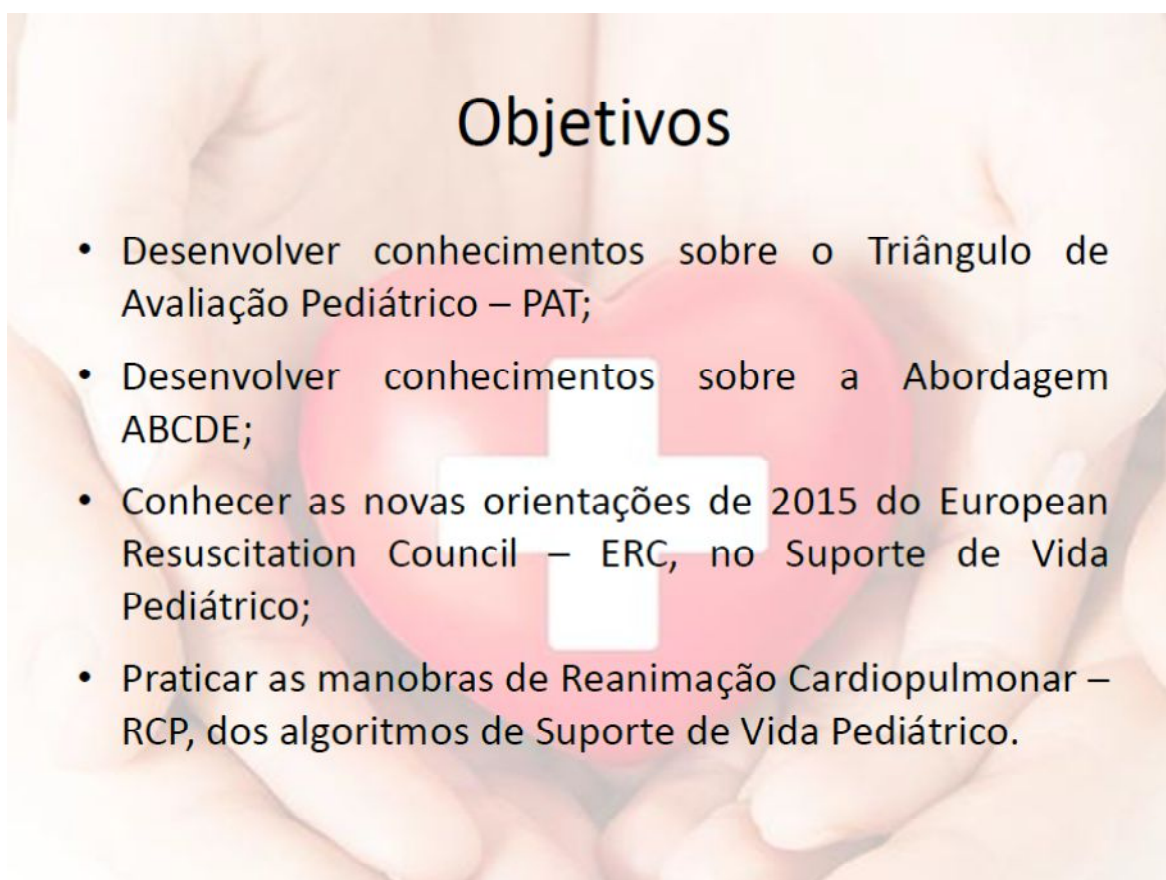 Objetivos
• Desenvolver conhecimentos sobre o Triângulo de
Avaliação Pediátrico – PAT;
• Desenvolver conhecimentos sobre a Abordagem
ABCDE;
• Conhecer as novas orientações de 2015 do European
Resuscitation Council – ERC, no Suporte de Vida
Pediátrico;
• Praticar as manobras de Reanimação Cardiopulmonar –
RCP, dos algoritmos de Suporte de Vida Pediátrico.